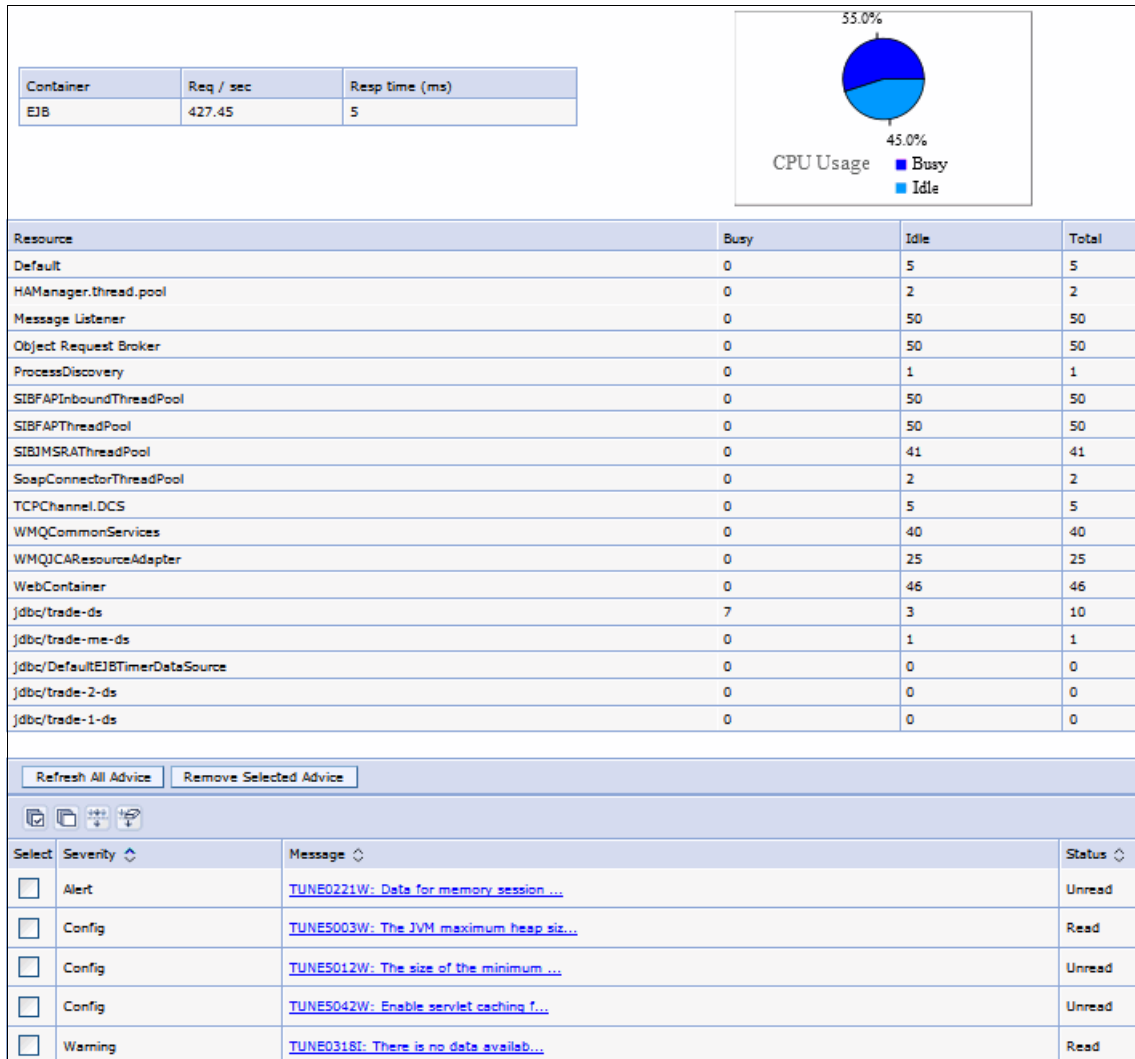 55.0%
Container Req / sec Resp time (ms)
EJB 427.45 5
45.0%
CPU Usage Busy
Idle
Resource Busy Idle Total
Default 0 5 5
HAManager.thread.pool 0 2 2
Message Listener 0 50 50
Object Request Broker 0 50 50
ProcessDiscovery 0 1 1
SIBFAPInboundThreadPool 0 50 50
SIBFAPThreadPool 0 50 50
SIBJMSRAThreadPool 0 41 41
SoapConnectorThreadPool 0 2 2
TCPChannel.DCS 0 5 5
WMQCommonServices 0 40 40
WMQJCAResourceAdapter 0 25 25
WebContainer 0 46 46
jdbc/trade-ds 7 3 10
jdbc/trade-me-ds 0 1 1
jdbc/DefaultEJBTimerDataSource 0 0 0
jdbc/trade-2-ds 0 0 0
jdbc/trade-1-ds 0 0 0
Refresh All Advice Remove Selected Advice
Select Severity Message Status
Alert TUNE0221W: Data for memory session ... Unread
Config TUNE5003W: The JVM maximum heap siz... Read
Config TUNE5012W: The size of the minimum ... Unread
Config TUNE5042W: Enable servlet caching f... Unread
Warning TUNE0318I: There is no data availab... Read